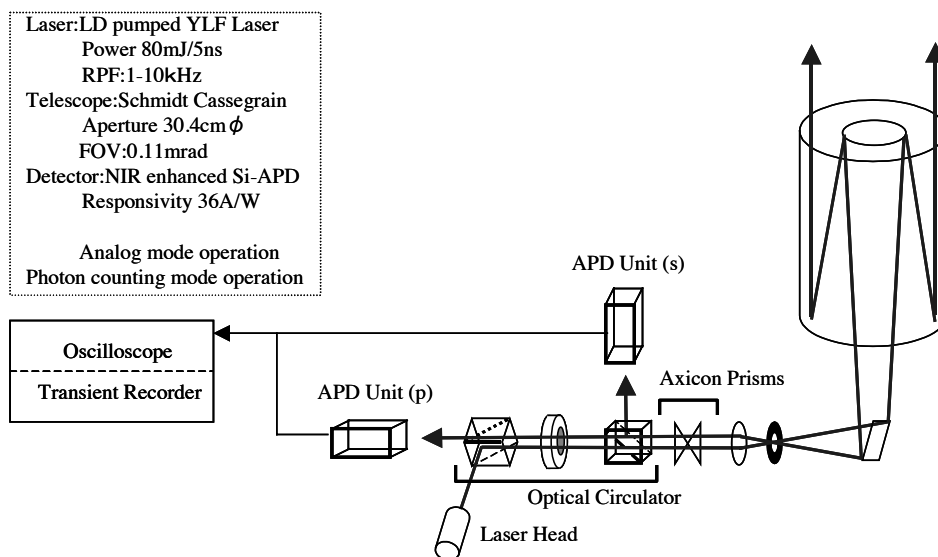 Laser:LD pumped YLF Laser
Power 80mJ/5ns
RPF:1-10kHz
Telescope:Schmidt Cassegrain
Aperture 30.4cmϕ
FOV:0.11mrad
Detector:NIR enhanced Si-APD
Responsivity 36A/W
Analog mode operation
Photon counting mode operation
APD Unit (s)
Oscilloscope
Transient Recorder
APD Unit (p)
Axicon Prisms
Optical Circulator
Laser Head